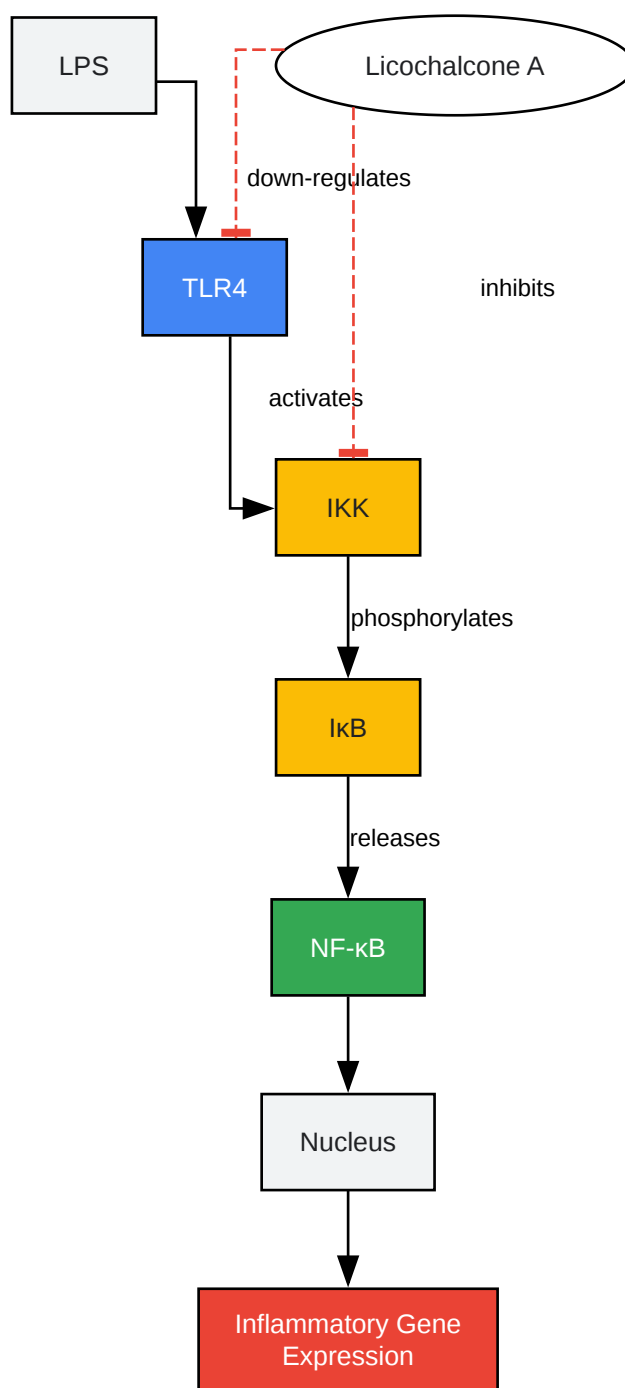 LPS
Licochalcone A
down-regulates
TLR4
inhibits
activates
IKK
phosphorylates
IκB
releases
NF-κB
Nucleus
Inflammatory Gene
Expression